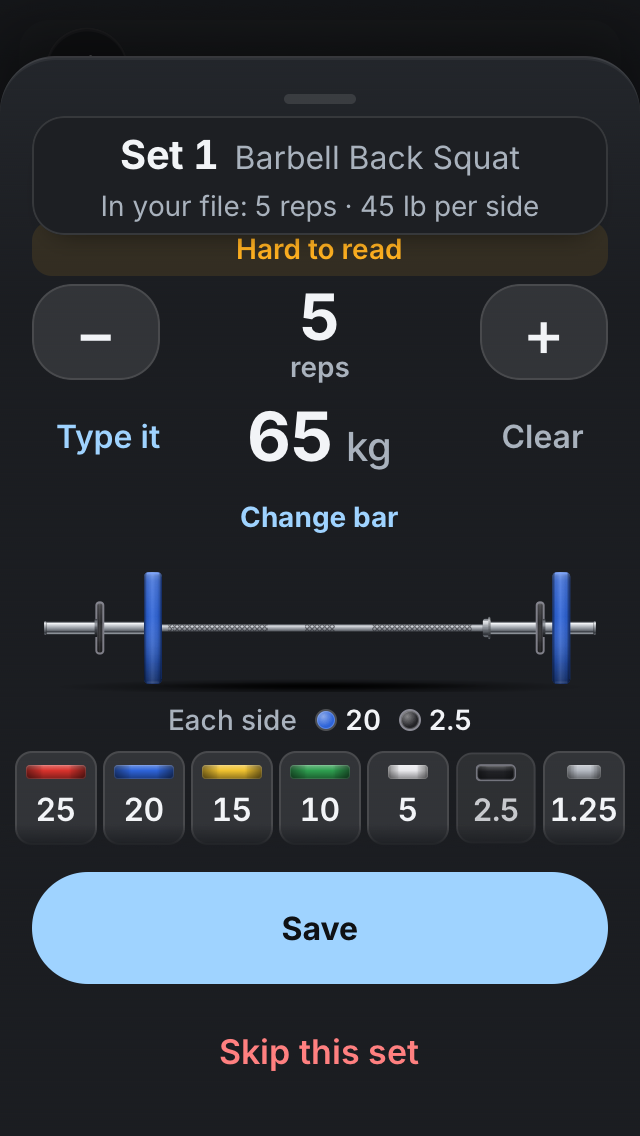 Set 1 Barbell Back Squat
In your file: 5 reps · 45 lb per side
Hard to read
− 5 +
reps
Type it 65 kg Clear
Change bar
Each side 20 2.5
25 20 15 10 5 2.5 1.25
Save
Skip this set